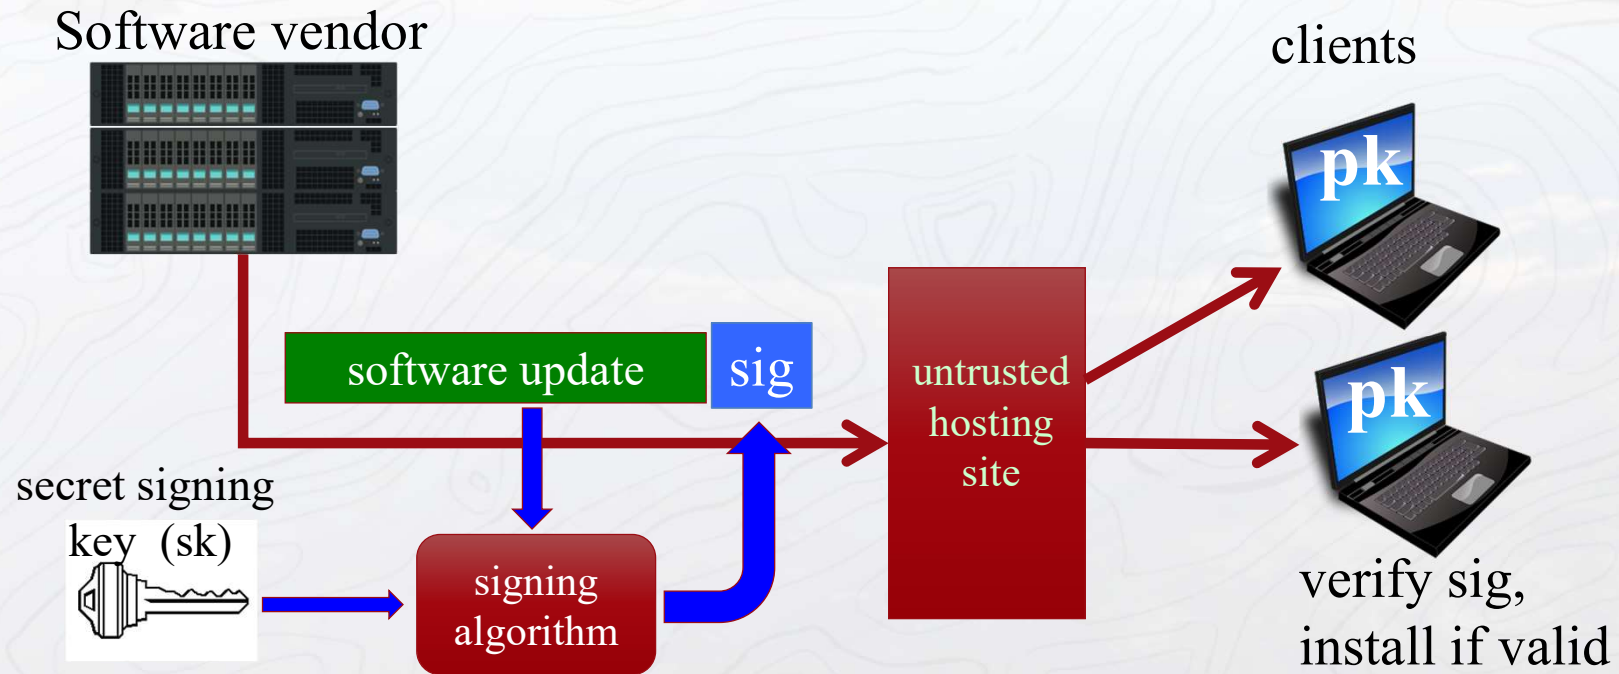 Software vendor
clients
pk
software update
sig
untrusted
hosting
site
pk
secret signing
key (sk)
signing
algorithm
verify sig,
install if valid